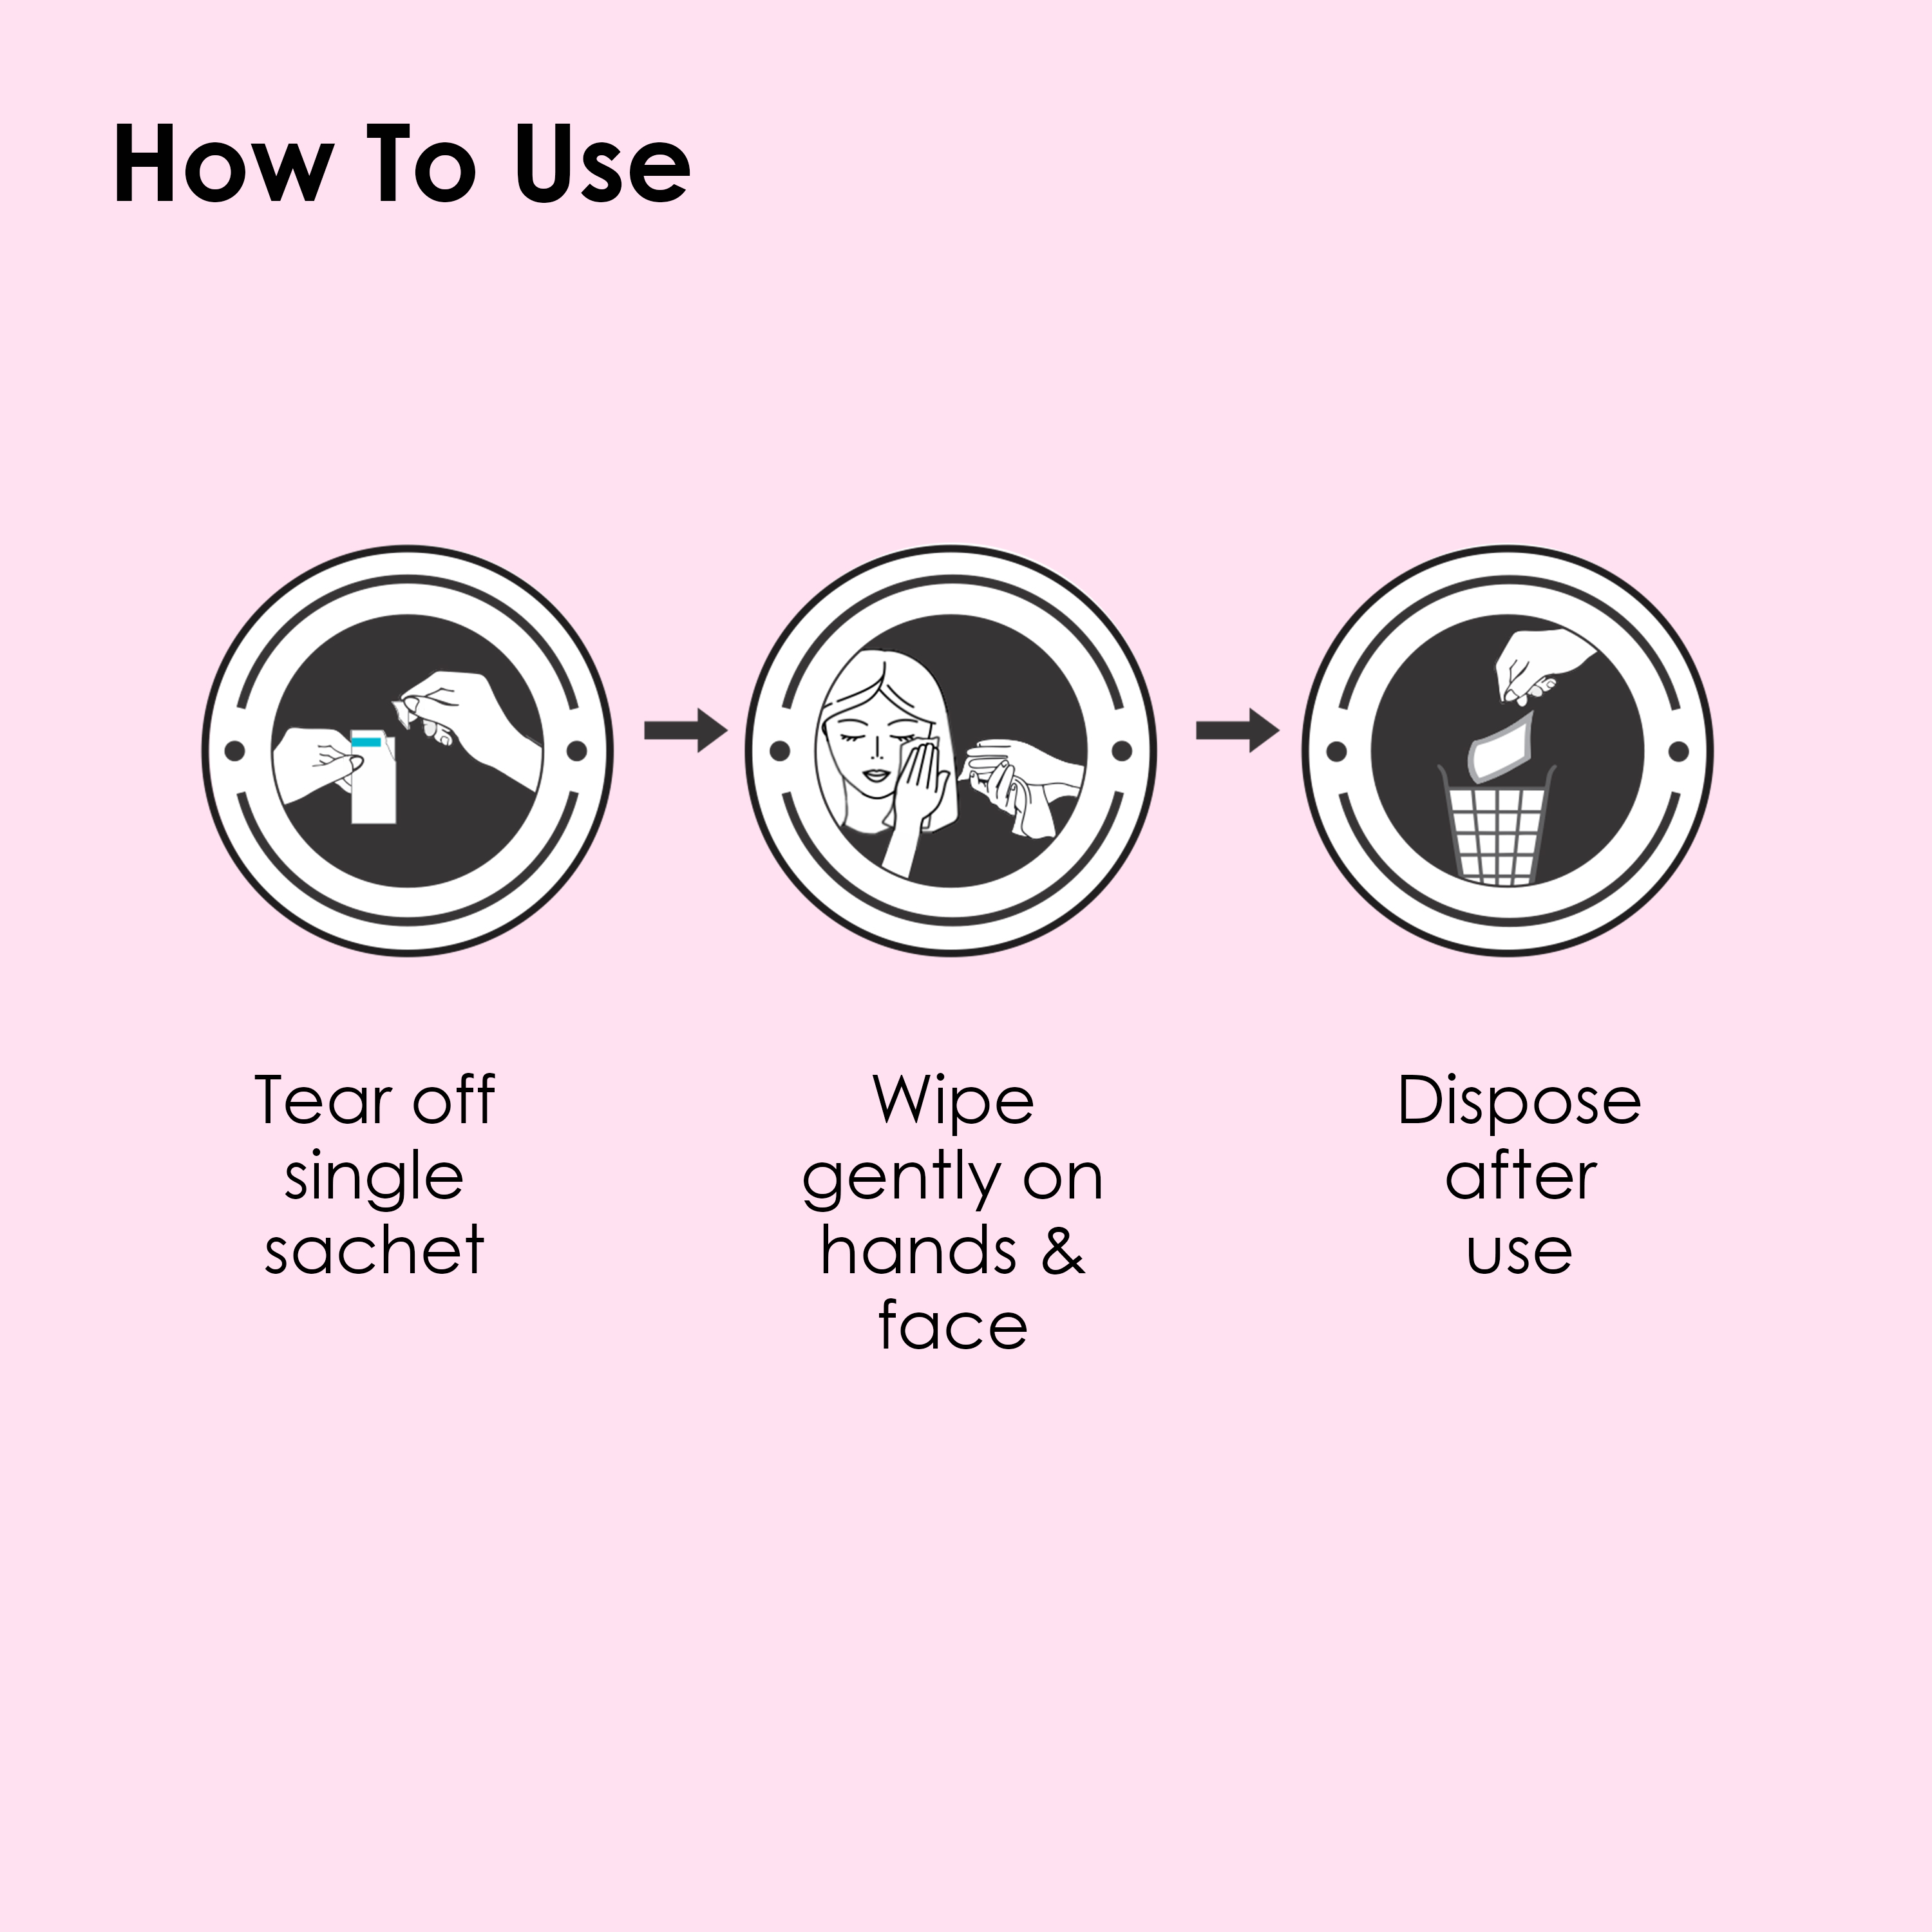 How To Use
Tear off
single
sachet
Wipe
gently on
hands &
face
Dispose
after
use